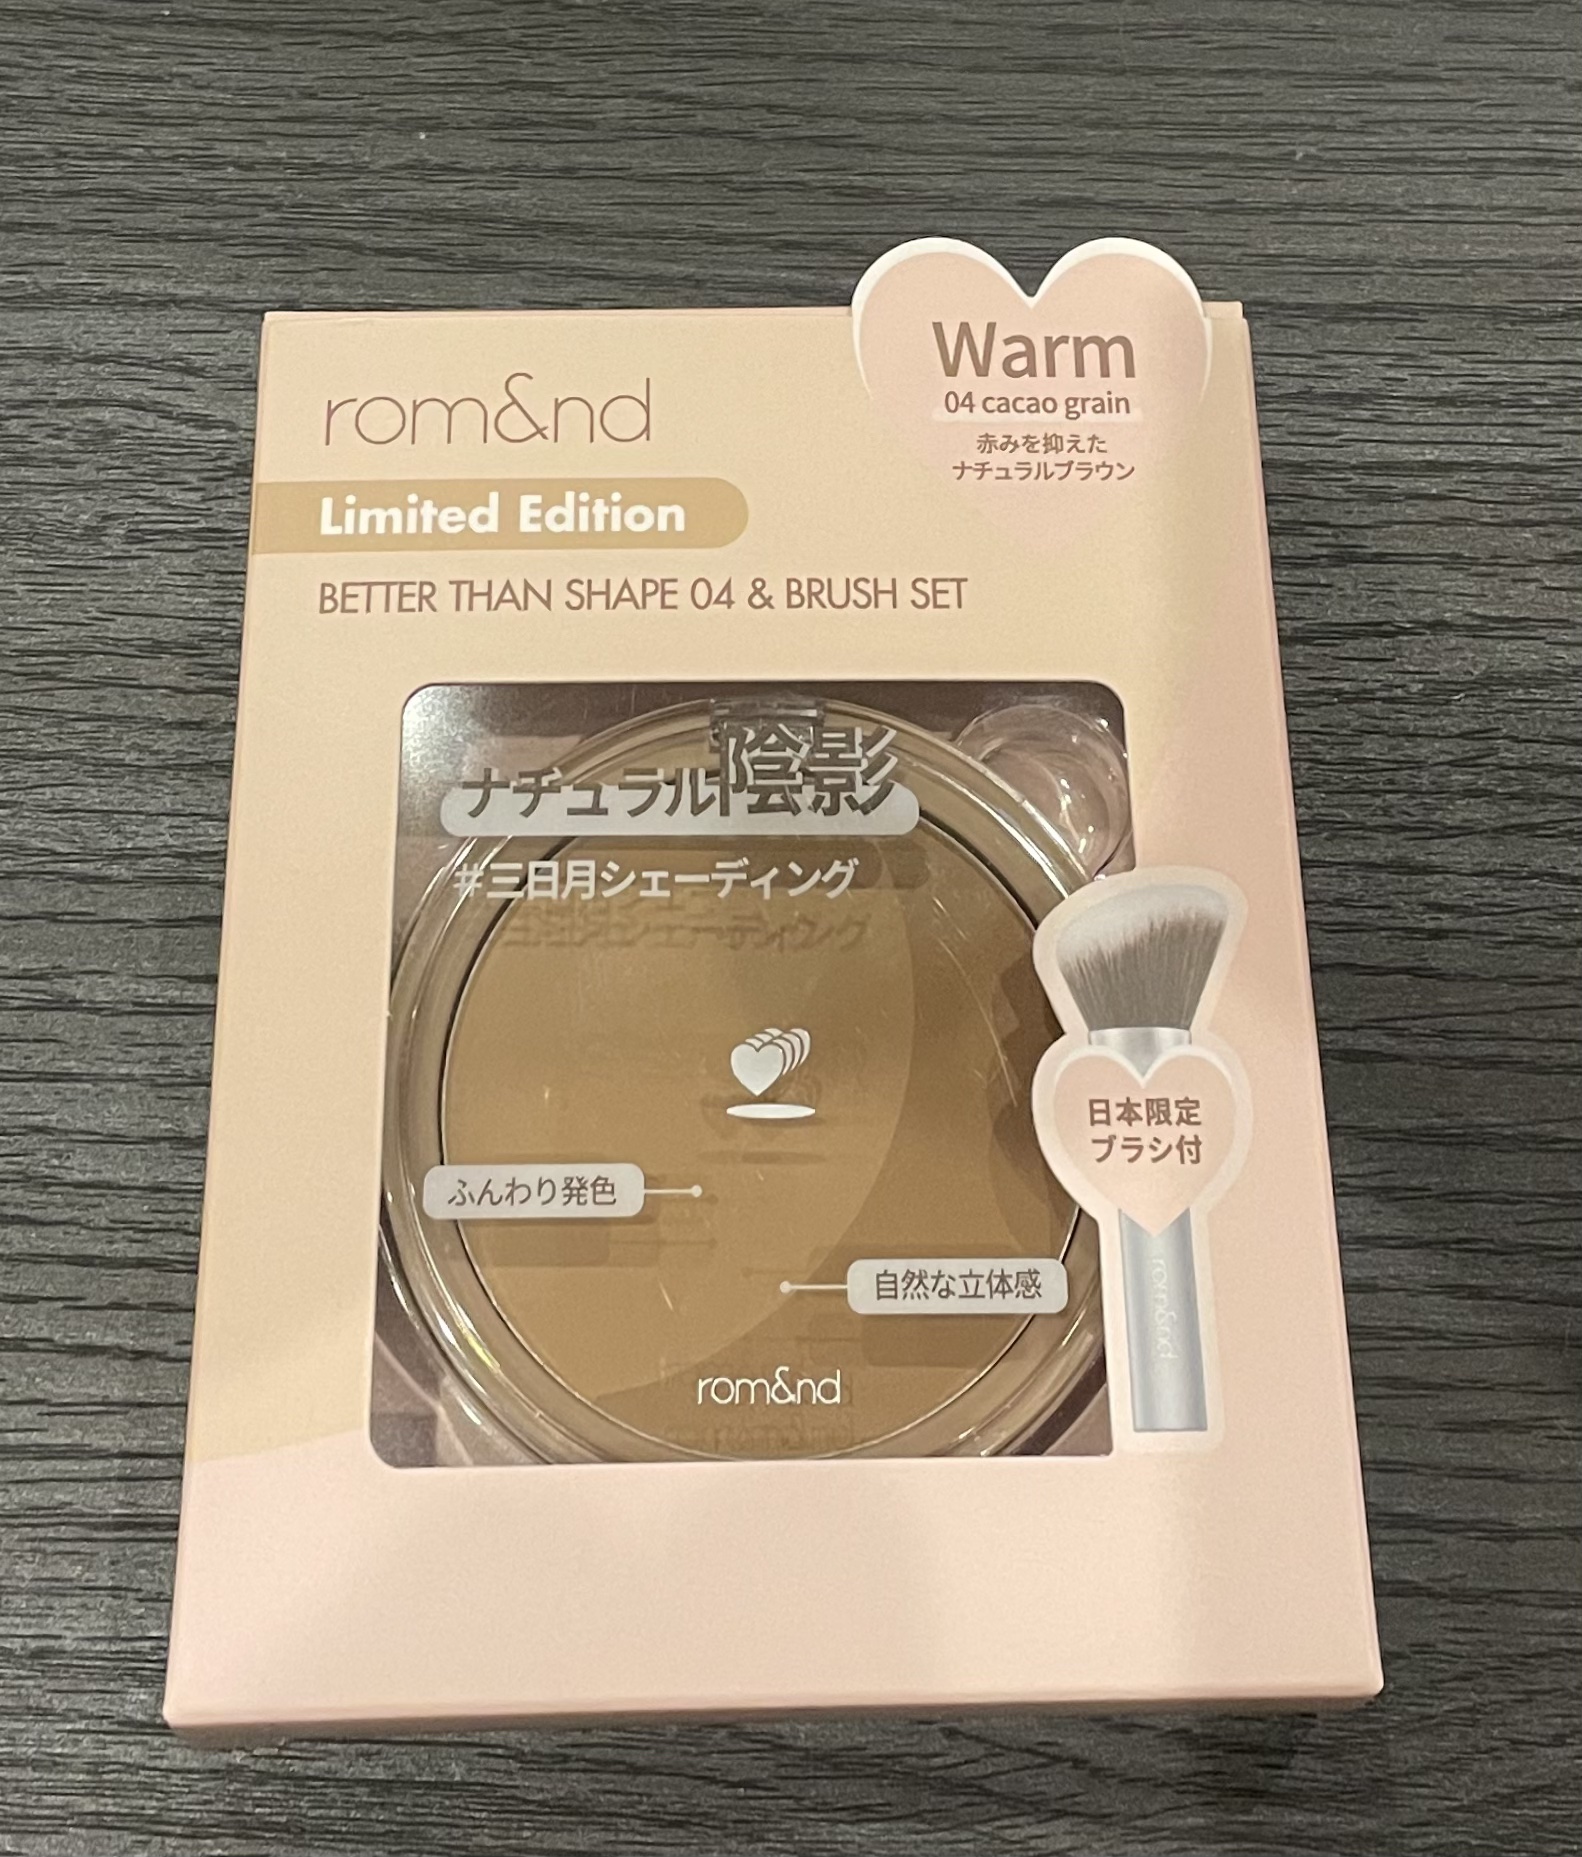 Warm
04 cacao grain
赤みを抑えた
ナチュラルブラウン
rom&nd
Limited Edition
BETTER THAN SHAPE 04 & BRUSH SET
ナチュラル陰影
#三日月シェーディング
ふんわり発色
自然な立体感
rom&nd
日本限定
ブラシ付
rom&nd